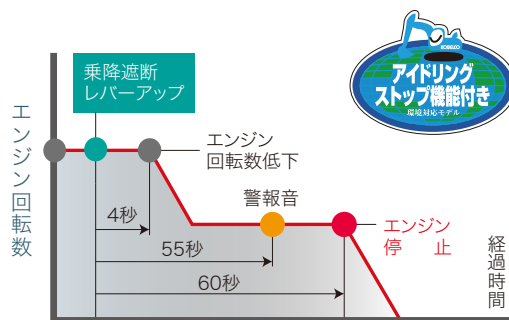 乗降遮断
レバーアップ
KOBELCO
アイドリング
ストップ機能付き
環境対応モデル
エンジン回転数
エンジン
回転数低下
警報音
4秒
55秒
60秒
エンジン
停　止
経過時間